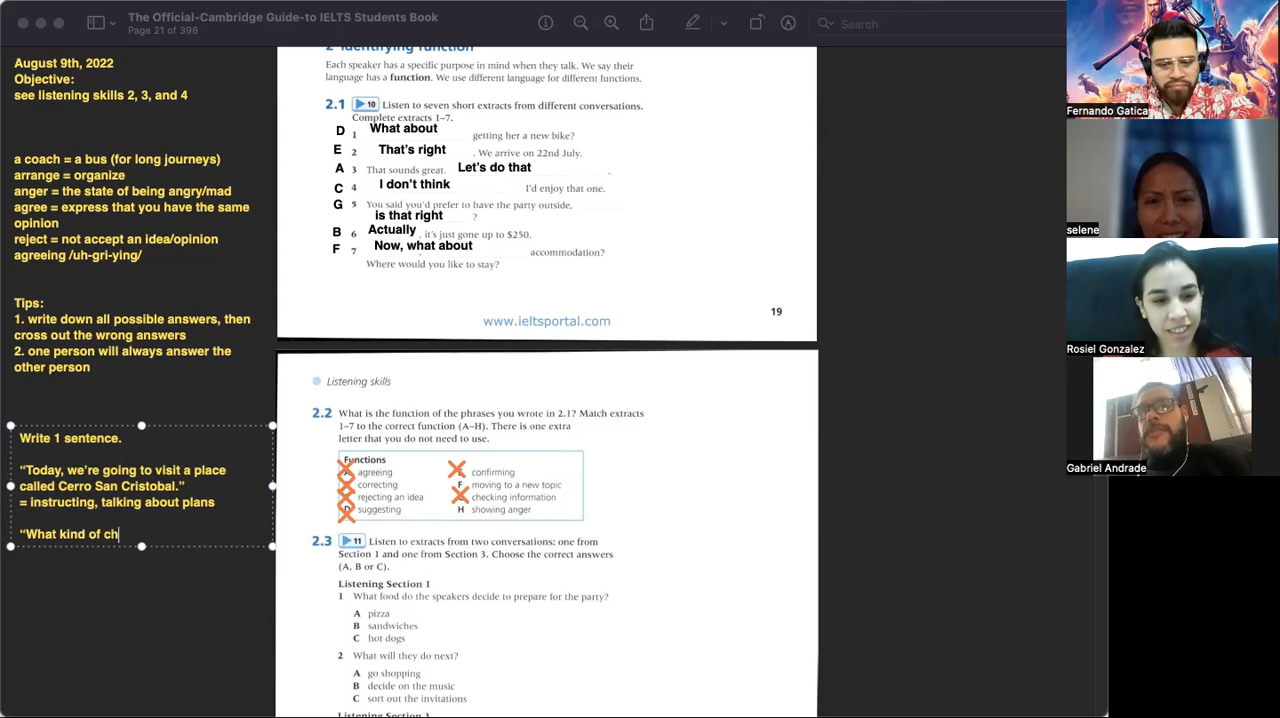 The Official-Cambridge Guide-to IELTS Students Book
Page 21 of 398
Search
August 9th, 2022
Objective:
see listening skills 2, 3, and 4
a coach = a bus (for long journeys)
arrange = organize
anger = the state of being angry/mad
agree = express that you have the same
opinion
reject = not accept an idea/opinion
agreeing /uh-gri-ying/
Tips:
1. write down all possible answers, then
cross out the wrong answers
2. one person will always answer the
other person
Write 1 sentence.
“Today, we’re going to visit a place
called Cerro San Cristobal.”
= instructing, talking about plans
“What kind of ch
2 Identifying function
Each speaker has a specific purpose in mind when they talk. We say their
language has a function. We use different language for different functions.
2.1 10 Listen to seven short extracts from different conversations.
Complete extracts 1–7.
D 1 What about getting her a new bike?
E 2 That’s right . We arrive on 22nd July.
A 3 That sounds great. Let’s do that .
C 4 I don’t think I’d enjoy that one.
G 5 You said you’d prefer to have the party outside,
is that right ?
B 6 Actually , it’s just gone up to $250.
F 7 Now, what about accommodation?
Where would you like to stay?
19
www.ieltsportal.com
Listening skills
2.2 What is the function of the phrases you wrote in 2.1? Match extracts
1–7 to the correct function (A–H). There is one extra
letter that you do not need to use.
Functions
agreeing confirming
correcting F moving to a new topic
rejecting an idea checking information
D suggesting H showing anger
2.3 11 Listen to extracts from two conversations: one from
Section 1 and one from Section 3. Choose the correct answers
(A, B or C).
Listening Section 1
1 What food do the speakers decide to prepare for the party?
A pizza
B sandwiches
C hot dogs
2 What will they do next?
A go shopping
B decide on the music
C sort out the invitations
Listening Section 3
Fernando Gatica
selene
Rosiel Gonzalez
Gabriel Andrade